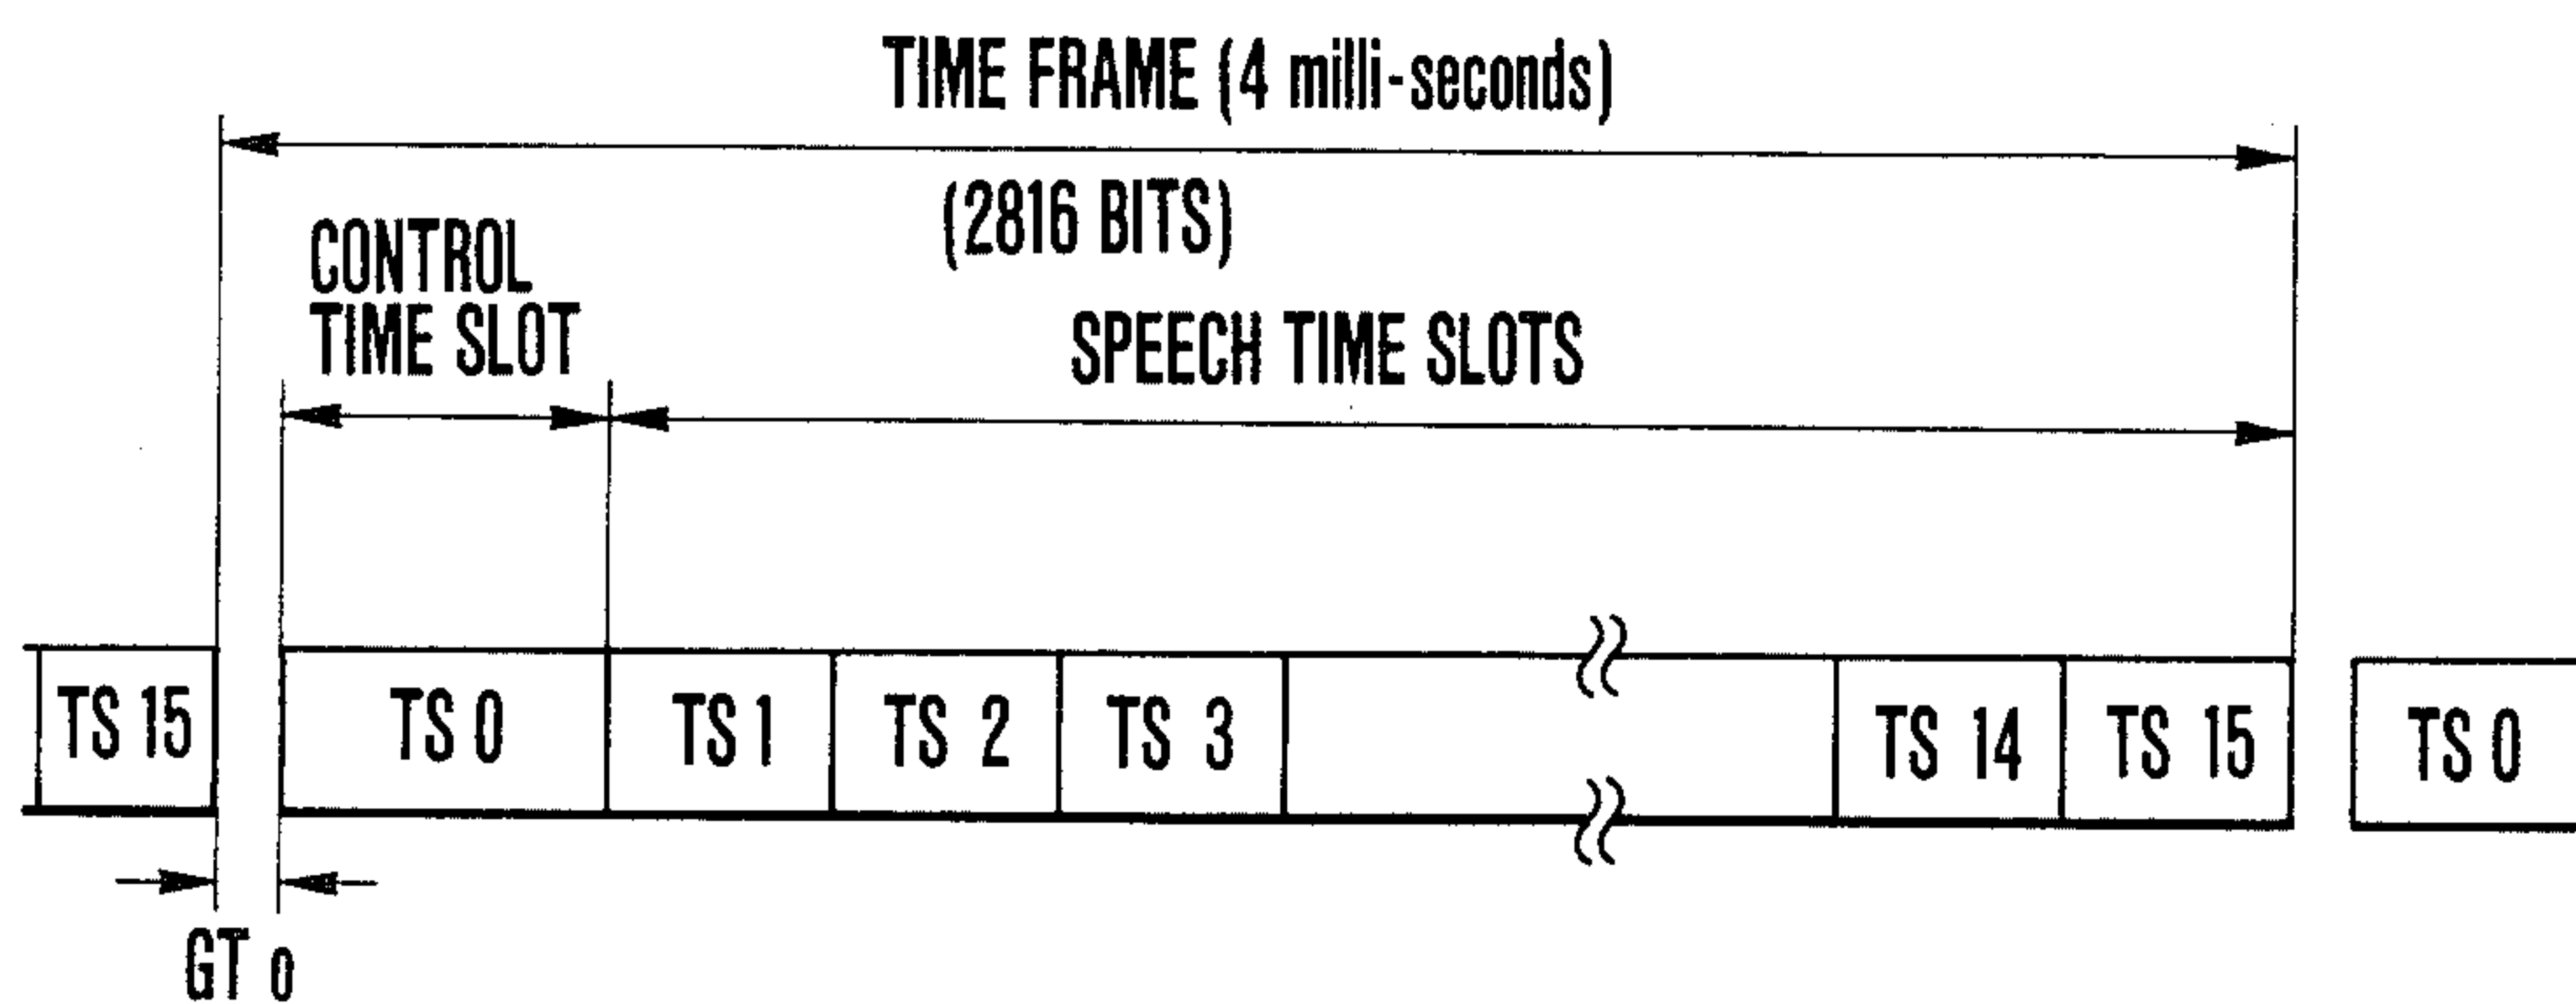 TIME FRAME (4 milli-seconds)
(2816 BITS)
CONTROL
TIME SLOT
SPEECH TIME SLOTS
TS 15
TS 0
TS 1
TS 2
TS 3
TS 14
TS 15
TS 0
GT 0